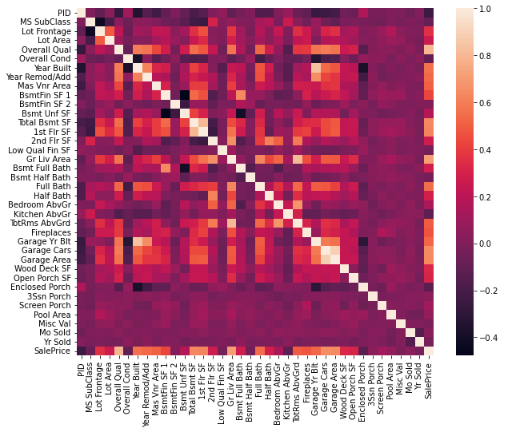 PID
MS SubClass
Lot Frontage
Lot Area
Overall Qual
Overall Cond
Year Built
Year Remod/Add
Mas Vnr Area
BsmtFin SF 1
BsmtFin SF 2
Bsmt Unf SF
Total Bsmt SF
1st Flr SF
2nd Flr SF
Low Qual Fin SF
Gr Liv Area
Bsmt Full Bath
Bsmt Half Bath
Full Bath
Half Bath
Bedroom AbvGr
Kitchen AbvGr
TotRms AbvGrd
Fireplaces
Garage Yr Blt
Garage Cars
Garage Area
Wood Deck SF
Open Porch SF
Enclosed Porch
3Ssn Porch
Screen Porch
Pool Area
Misc Val
Mo Sold
Yr Sold
SalePrice
PID
MS SubClass
Lot Frontage
Lot Area
Overall Qual
Overall Cond
Year Built
Year Remod/Add
Mas Vnr Area
BsmtFin SF 1
BsmtFin SF 2
Bsmt Unf SF
Total Bsmt SF
1st Flr SF
2nd Flr SF
Low Qual Fin SF
Gr Liv Area
Bsmt Full Bath
Bsmt Half Bath
Full Bath
Half Bath
Bedroom AbvGr
Kitchen AbvGr
TotRms AbvGrd
Fireplaces
Garage Yr Blt
Garage Cars
Garage Area
Wood Deck SF
Open Porch SF
Enclosed Porch
3Ssn Porch
Screen Porch
Pool Area
Misc Val
Mo Sold
Yr Sold
SalePrice
1.0
0.8
0.6
0.4
0.2
0.0
−0.2
−0.4